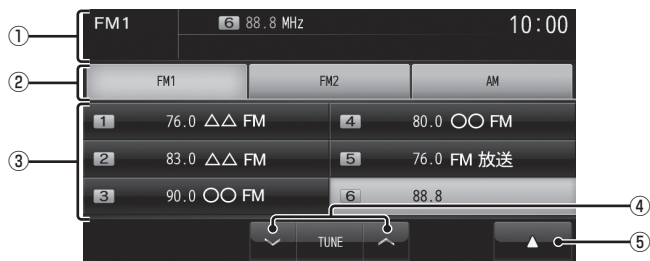 FM1 6 88.8 MHz 10:00
①
② FM1 FM2 AM
1 76.0 △△ FM 4 80.0 ○○ FM
③ 2 83.0 △△ FM 5 76.0 FM 放送
3 90.0 ○○ FM 6 88.8
④
TUNE ▲ ⑤